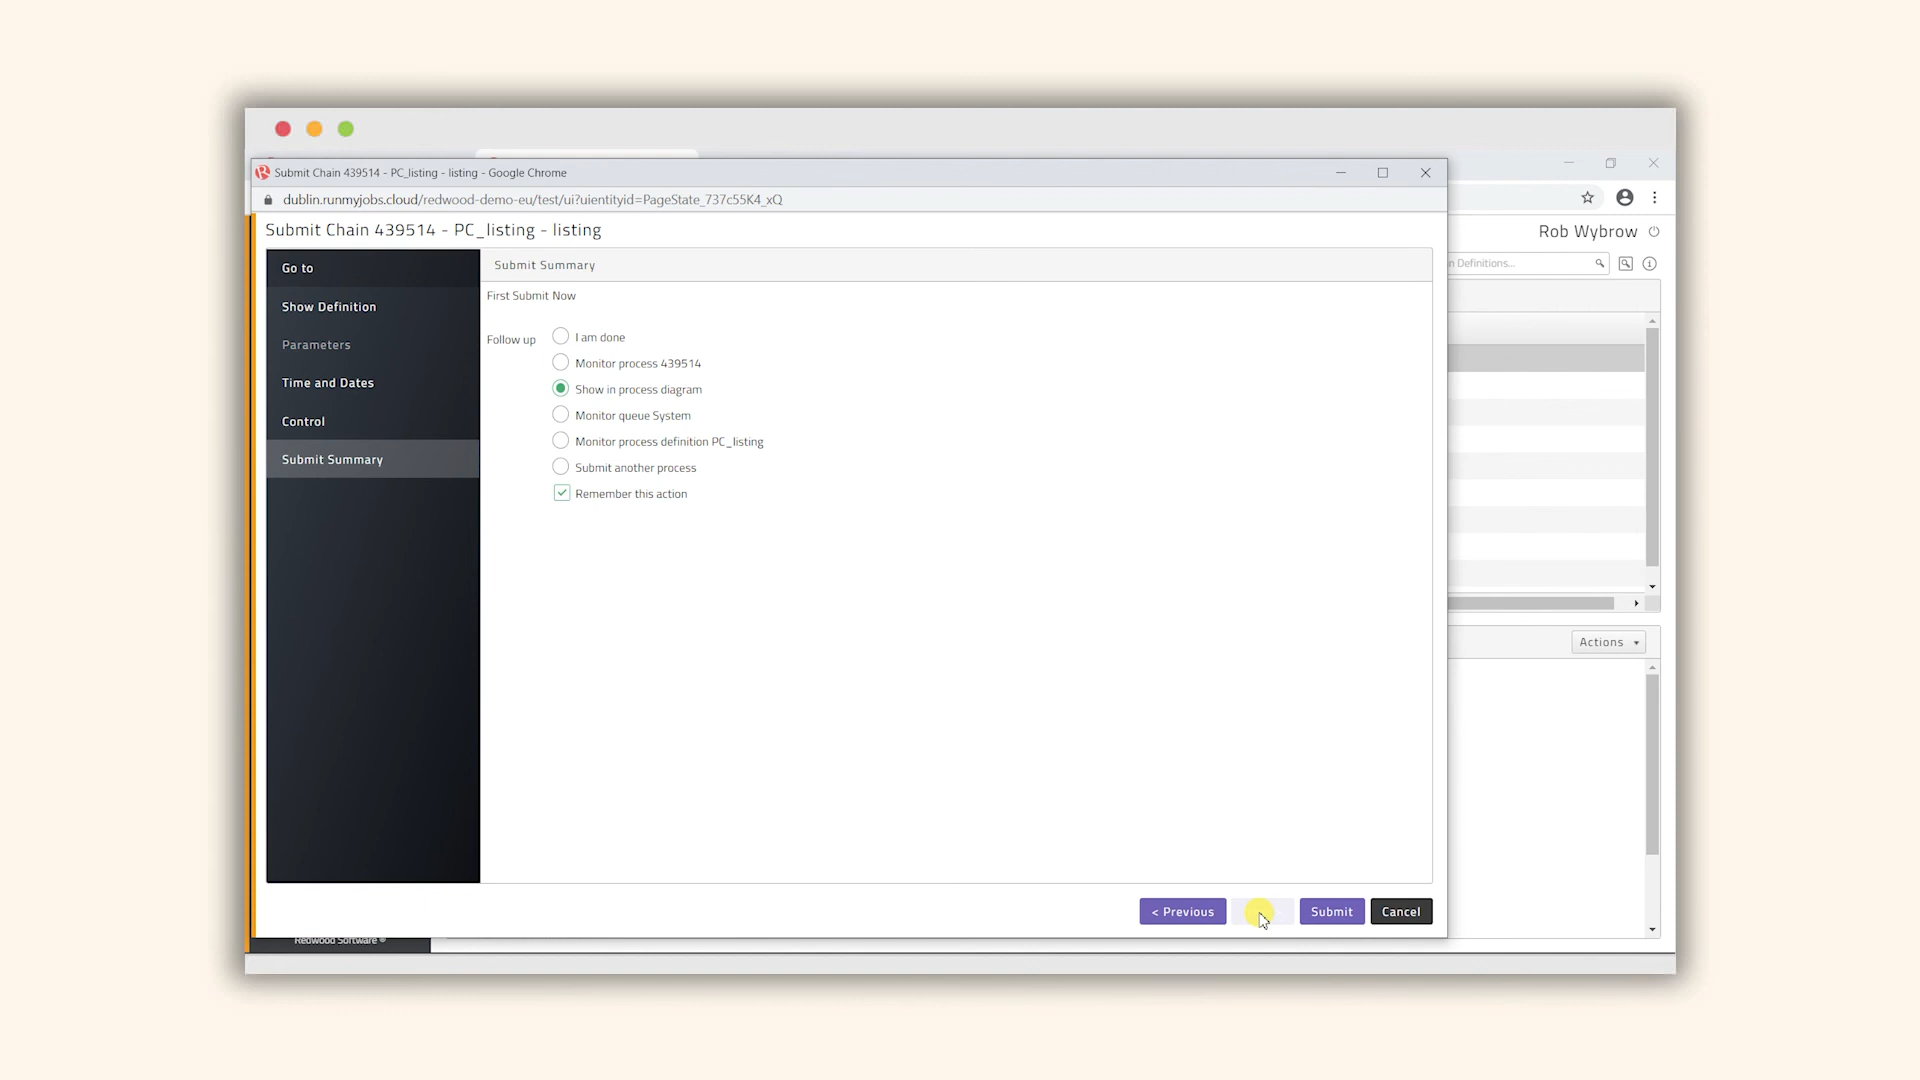 Submit Chain 439514 - PC_listing - listing - Google Chrome
dublin.runmyjobs.cloud/redwood-demo-eu/test/ui?uientityid=PageState_737c55K4_xQ
Submit Chain 439514 - PC_listing - listing
Rob Wybrow
Go to
Submit Summary
n Definitions...
Show Definition
First Submit Now
Parameters
Follow up
I am done
Monitor process 439514
Time and Dates
Show in process diagram
Control
Monitor queue System
Monitor process definition PC_listing
Submit Summary
Submit another process
Remember this action
Actions
< Previous
Submit
Cancel
Redwood Software ®